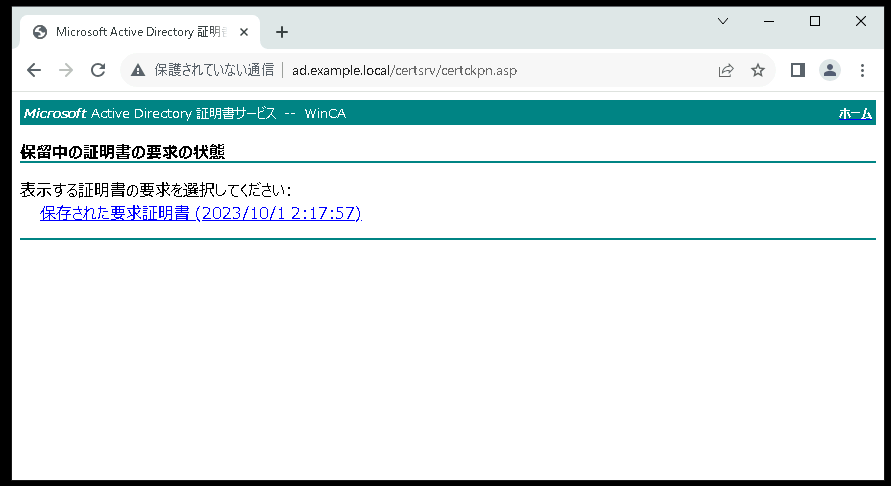 Microsoft Active Directory 証明
保護されていない通信 | ad.example.local/certsrv/certckpn.asp
Microsoft Active Directory 証明書サービス -- WinCA ホーム
保留中の証明書の要求の状態
表示する証明書の要求を選択してください:
保存された要求証明書 (2023/10/1 2:17:57)